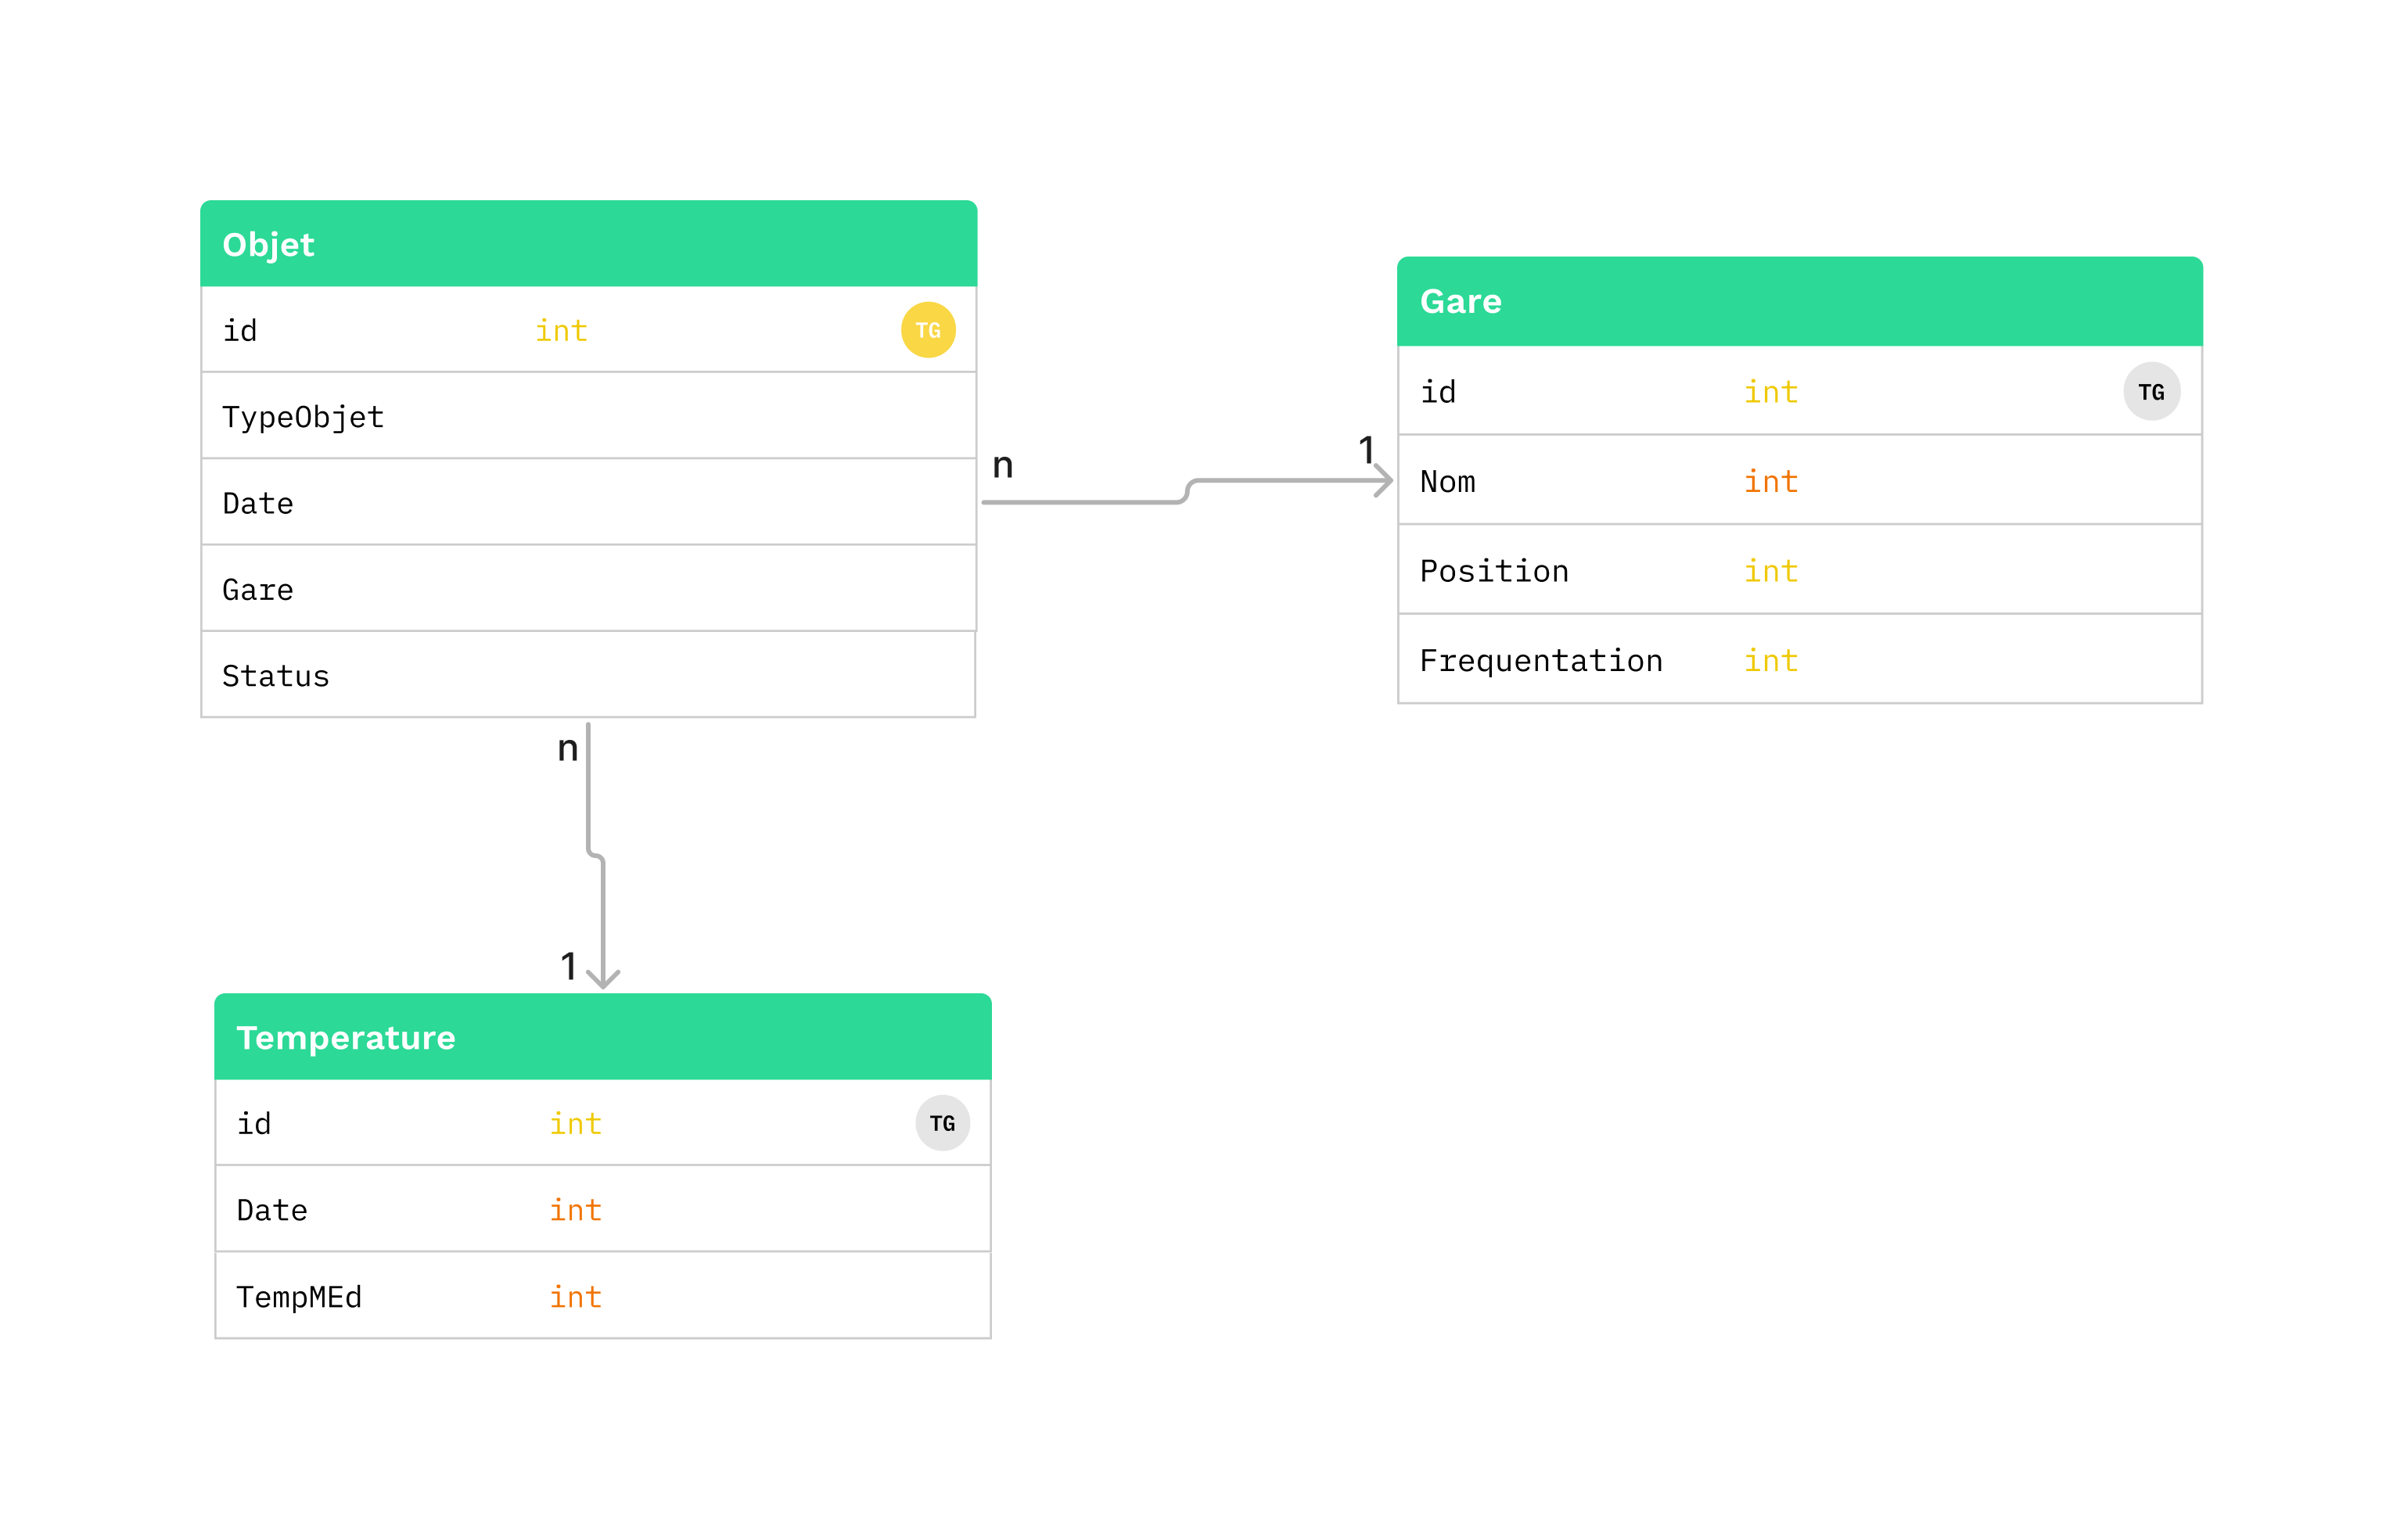 Objet
id int TG
TypeObjet
Date
Gare
Status
n
1
Gare
id int TG
Nom int
Position int
Frequentation int
n
1
Temperature
id int TG
Date int
TempMEd int